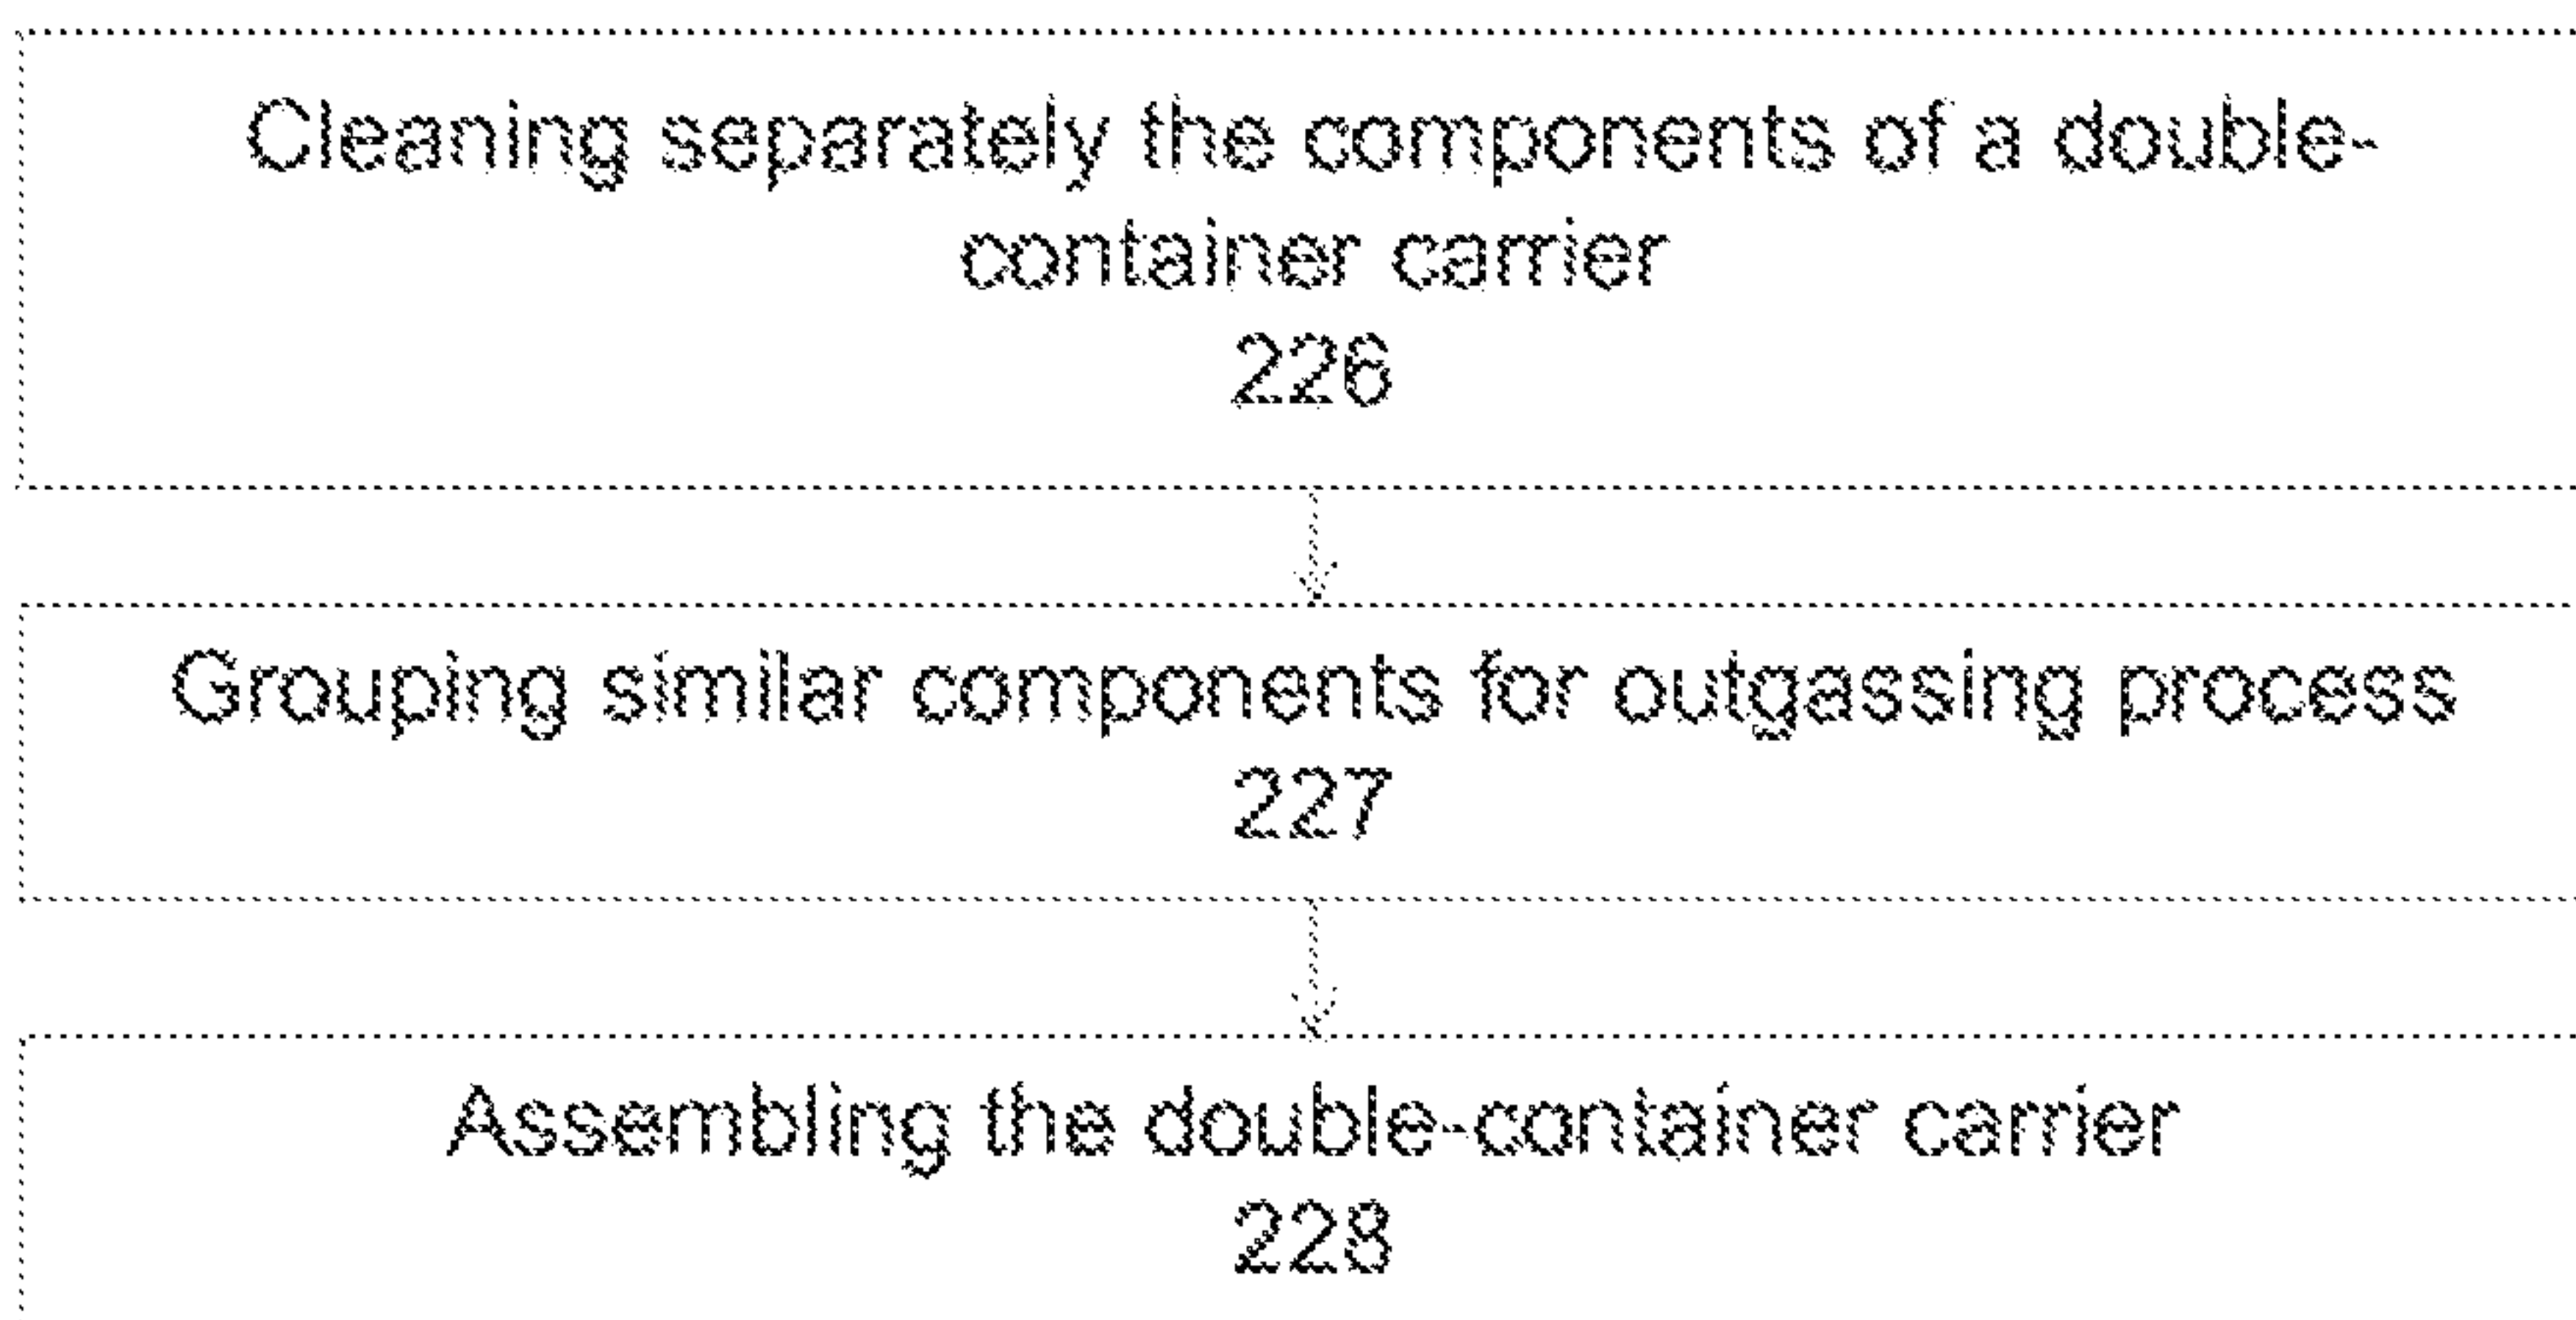 Cleaning separately the components of a double-
container carrier
226
Grouping similar components for outgassing process
227
Assembling the double-container carrier
228